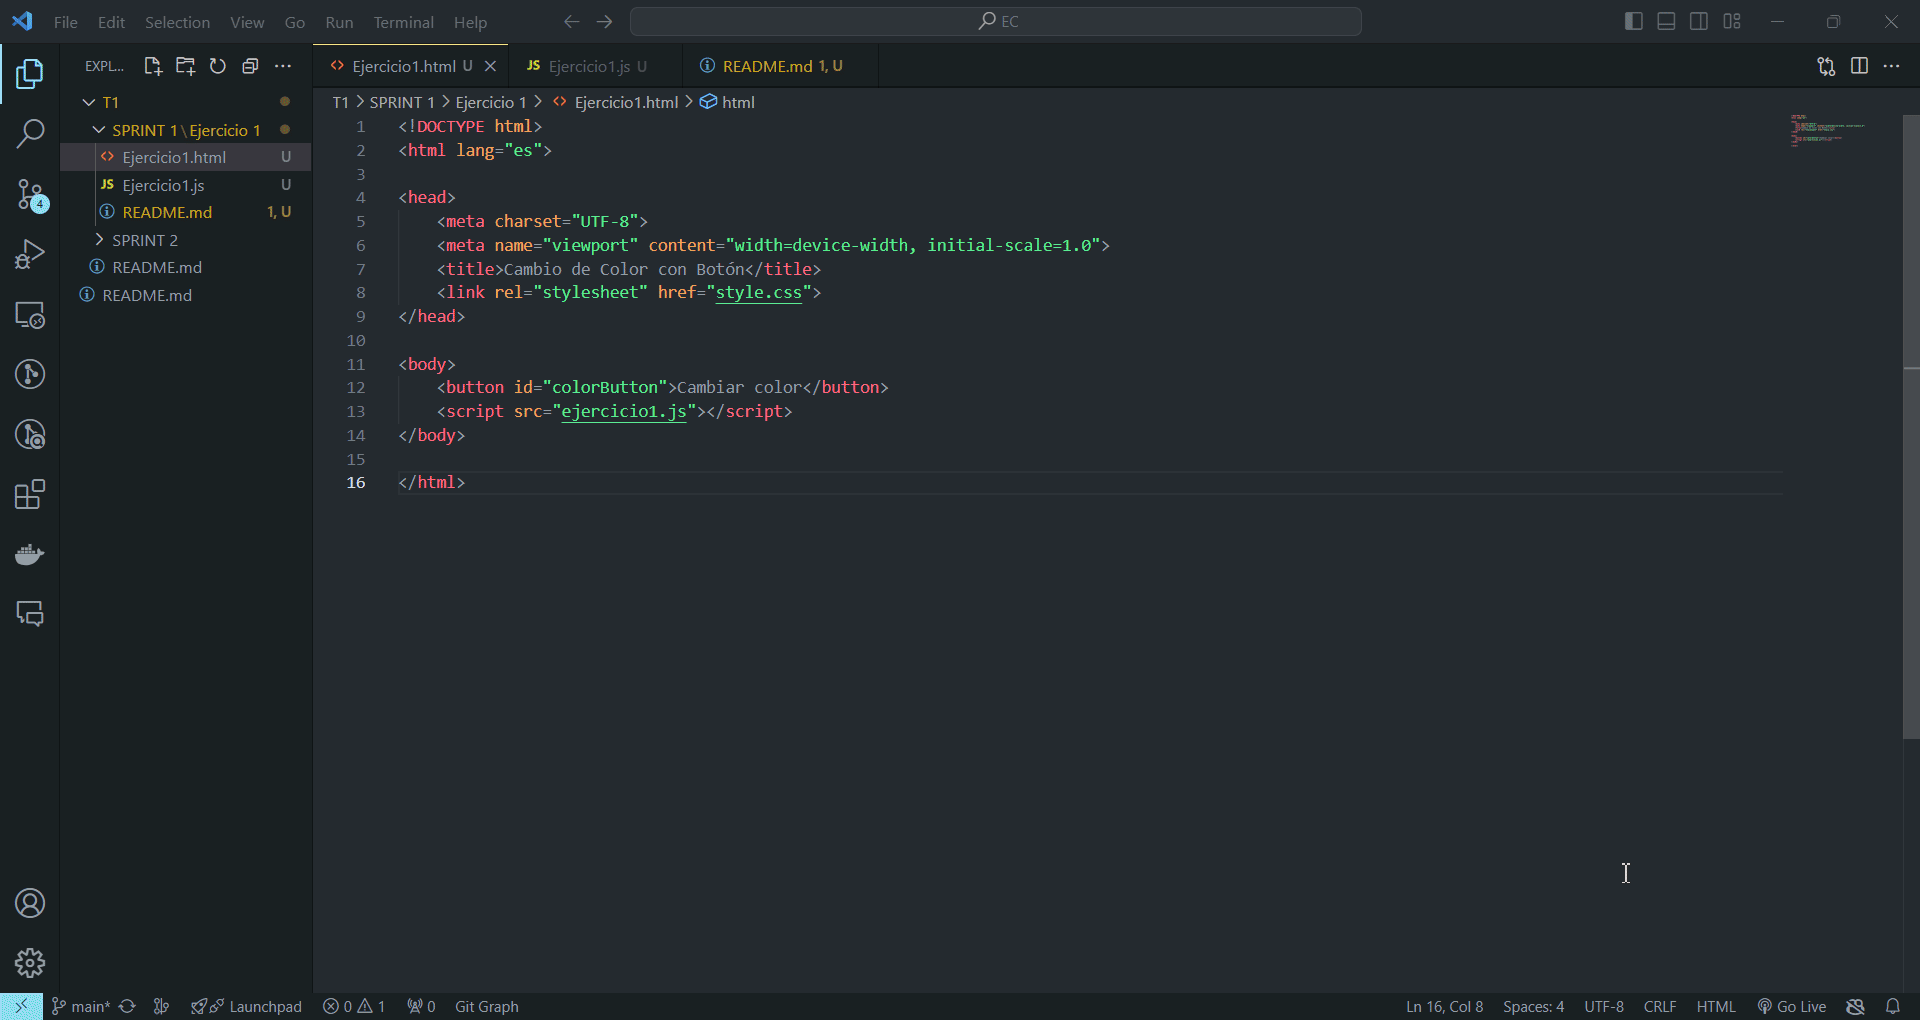 File Edit Selection View Go Run Terminal Help
EC
EXPL...
Ejercicio1.html U
JS Ejercicio1.js U
README.md 1, U
T1
SPRINT 1 \ Ejercicio 1
Ejercicio1.html U
JS Ejercicio1.js U
README.md 1, U
SPRINT 2
README.md
README.md
4
T1 > SPRINT 1 > Ejercicio 1 > Ejercicio1.html > html
1 <!DOCTYPE html>
2 <html lang="es">
3
4 <head>
5 <meta charset="UTF-8">
6 <meta name="viewport" content="width=device-width, initial-scale=1.0">
7 <title>Cambio de Color con Botón</title>
8 <link rel="stylesheet" href="style.css">
9 </head>
10
11 <body>
12 <button id="colorButton">Cambiar color</button>
13 <script src="ejercicio1.js"></script>
14 </body>
15
16 </html>
main* Launchpad 0 1 0 Git Graph
Ln 16, Col 8 Spaces: 4 UTF-8 CRLF HTML Go Live